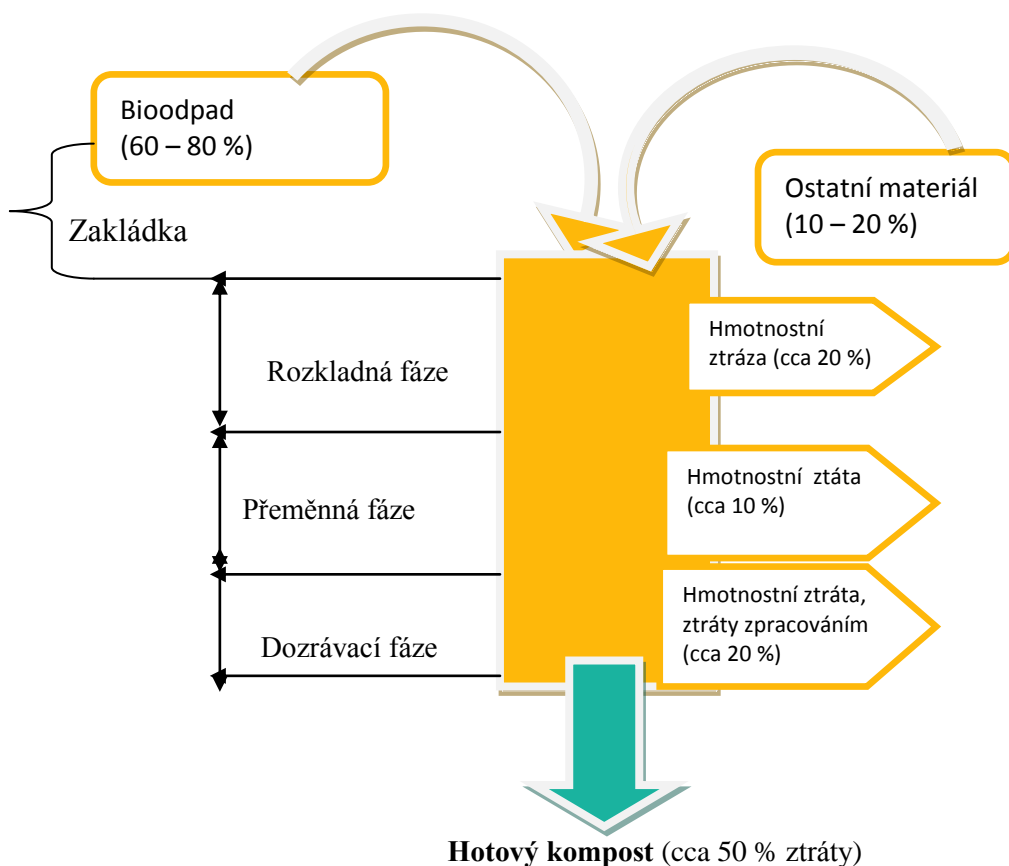 Bioodpad
(60 – 80 %)
Ostatní materiál
(10 – 20 %)
Zakládka
Hmotnostní
ztráza (cca 20 %)
Rozkladná fáze
Hmotnostní ztáta
(cca 10 %)
Přeměnná fáze
Hmotnostní ztráta,
ztráty zpracováním
(cca 20 %)
Dozrávací fáze
Hotový kompost (cca 50 % ztráty)